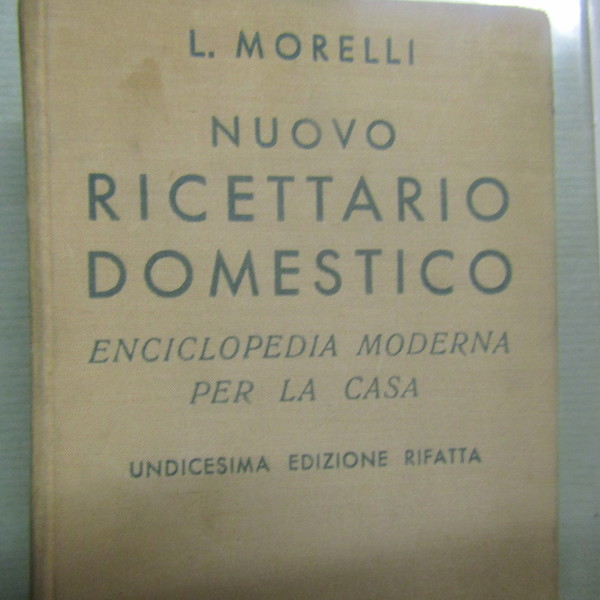 L. MORELLI
NUOVO
RICETTARIO
DOMESTICO
ENCICLOPEDIA MODERNA
PER LA CASA
UNDICESIMA EDIZIONE RIFATTA